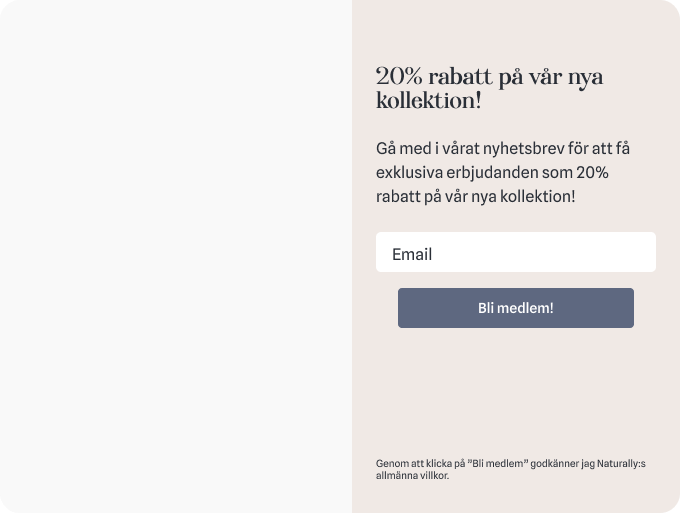 20% rabatt på vår nya
kollektion!
Gå med i vårat nyhetsbrev för att få
exklusiva erbjudanden som 20%
rabatt på vår nya kollektion!
Email
Bli medlem!
Genom att klicka på ”Bli medlem” godkänner jag Naturally:s
allmänna villkor.